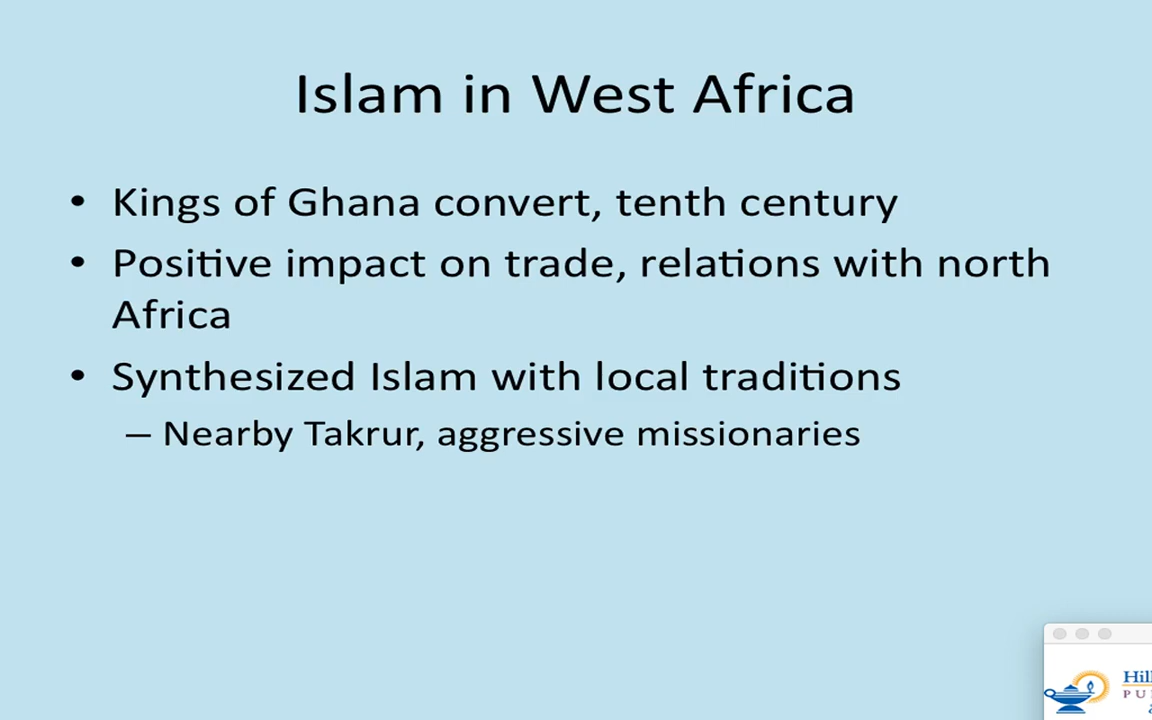 Islam in West Africa
• Kings of Ghana convert, tenth century
• Positive impact on trade, relations with north
Africa
• Synthesized Islam with local traditions
– Nearby Takrur, aggressive missionaries